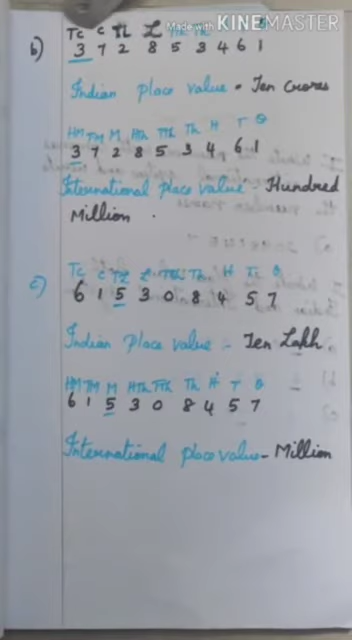 Made with KINEMASTER
b) TC C TL L TTh Th
3 7 2 8 5 3 4 6 1
Indian place value - Ten Crores
HM TM M HTh TTh Th H T O
3 7 2 8 5 3 4 6 1
International place value - Hundred
Million .
c) TC C TL L TTh Th H T O
6 1 5 3 0 8 4 5 7
Indian Place value - Ten Lakh
HM TM M HTh TTh Th H T O
6 1 5 3 0 8 4 5 7
International place value - Million